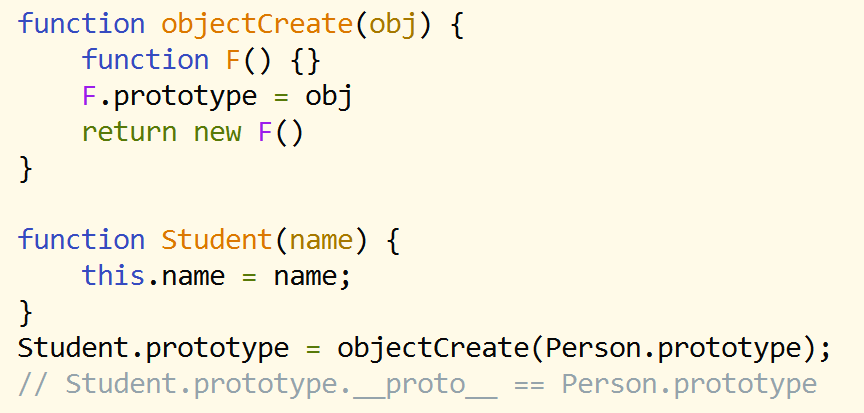 function objectCreate(obj) {
    function F() {}
    F.prototype = obj
    return new F()
}

function Student(name) {
    this.name = name;
}
Student.prototype = objectCreate(Person.prototype);
// Student.prototype.__proto__ == Person.prototype